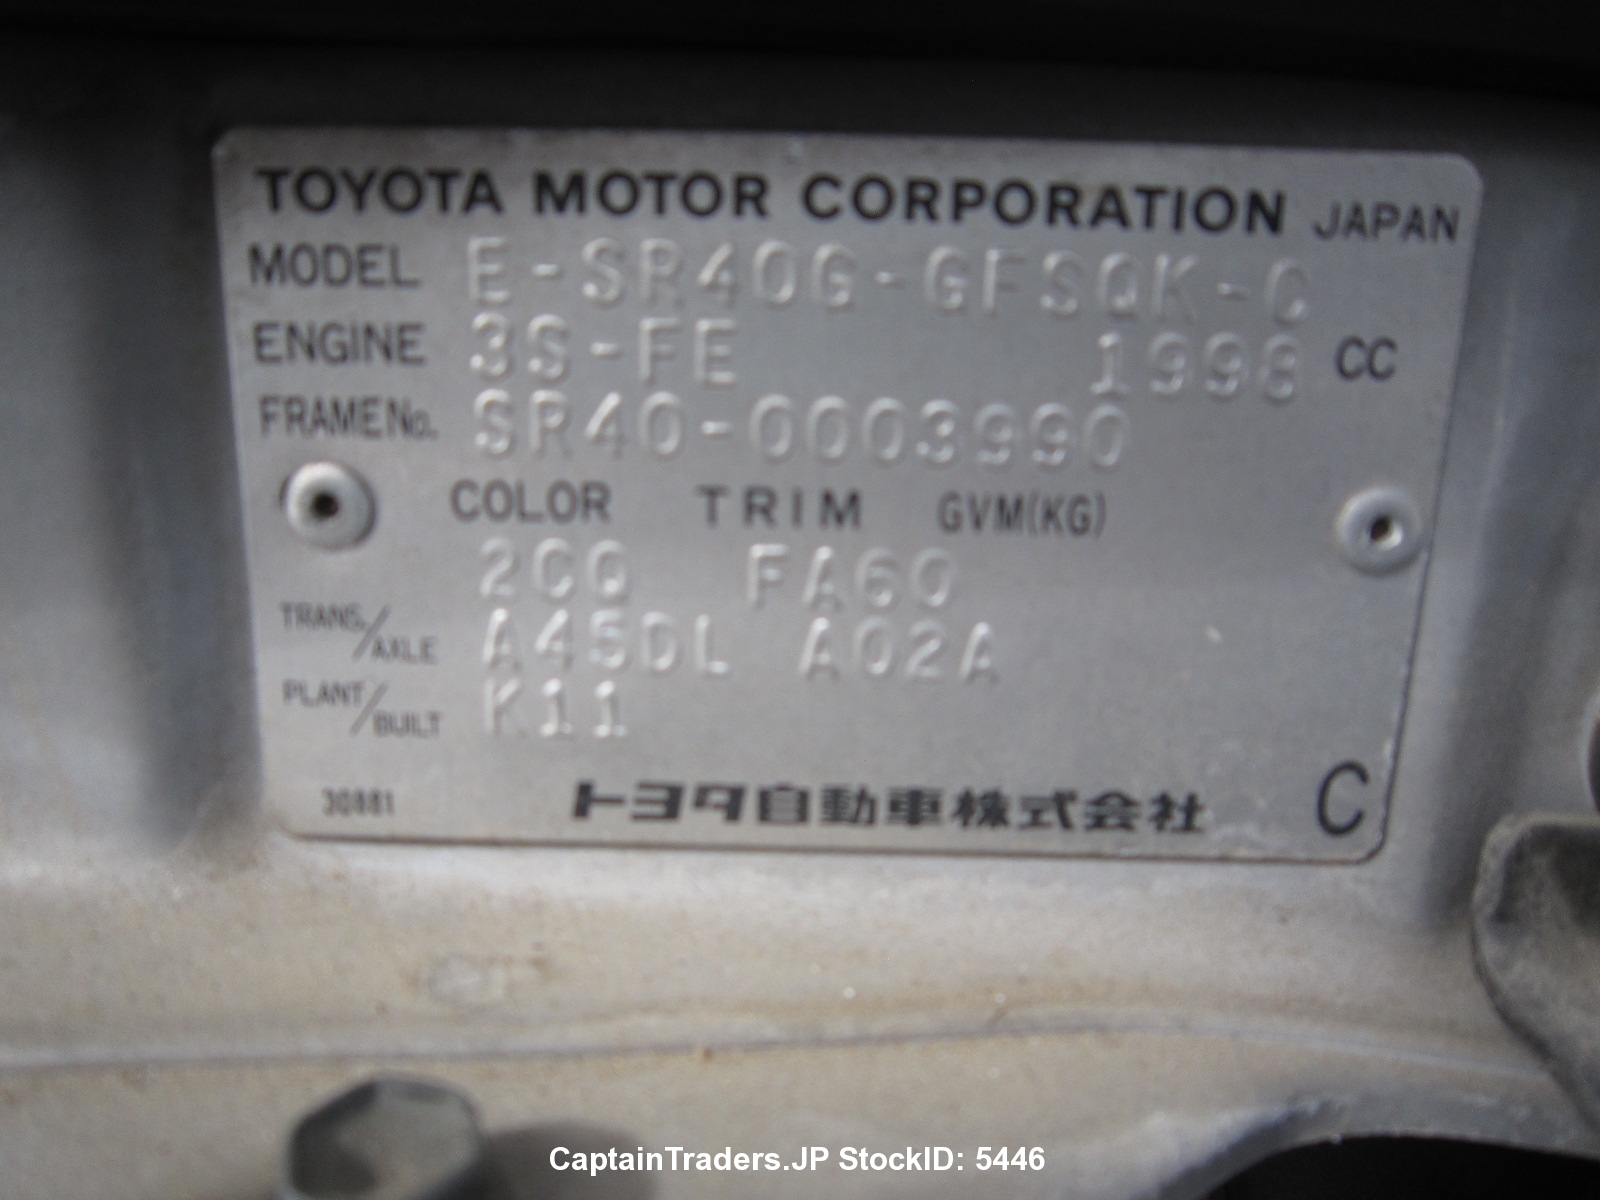 TOYOTA MOTOR CORPORATION JAPAN
MODEL E-SR40G-GFSQK-C
ENGINE 3S-FE 1998 CC
FRAME No. SR40-0003990
COLOR TRIM GVM(KG)
2CQ FA60
TRANS./AXLE A45DL A02A
PLANT/BUILT K11
30881 トヨタ自動車株式会社 C
CaptainTraders.JP StockID: 5446